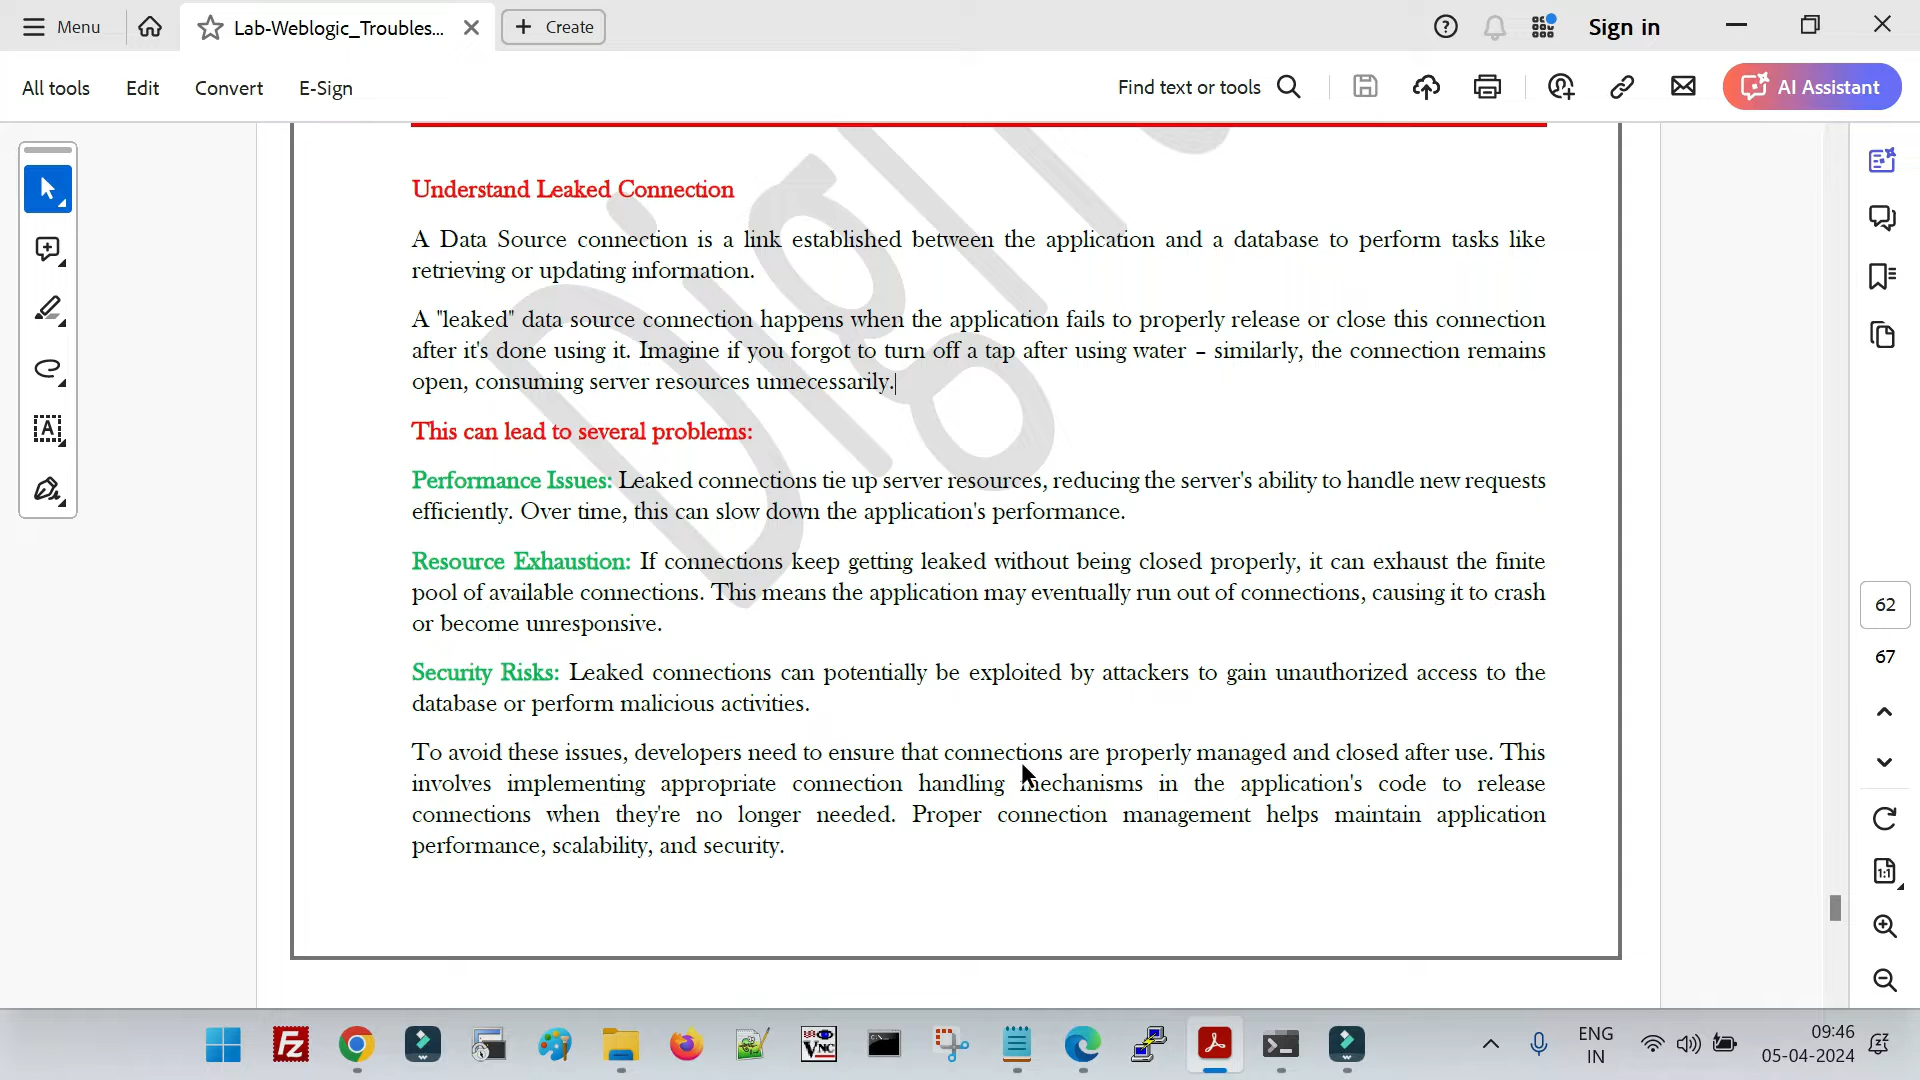 Menu
Lab-Weblogic_Troubles...
Create
Sign in
All tools
Edit
Convert
E-Sign
Find text or tools
AI Assistant
Understand Leaked Connection
A Data Source connection is a link established between the application and a database to perform tasks like
retrieving or updating information.
A "leaked" data source connection happens when the application fails to properly release or close this connection
after it's done using it. Imagine if you forgot to turn off a tap after using water – similarly, the connection remains
open, consuming server resources unnecessarily.
This can lead to several problems:
Performance Issues: Leaked connections tie up server resources, reducing the server's ability to handle new requests
efficiently. Over time, this can slow down the application's performance.
Resource Exhaustion: If connections keep getting leaked without being closed properly, it can exhaust the finite
pool of available connections. This means the application may eventually run out of connections, causing it to crash
or become unresponsive.
Security Risks: Leaked connections can potentially be exploited by attackers to gain unauthorized access to the
database or perform malicious activities.
To avoid these issues, developers need to ensure that connections are properly managed and closed after use. This
involves implementing appropriate connection handling mechanisms in the application's code to release
connections when they're no longer needed. Proper connection management helps maintain application
performance, scalability, and security.
62
67
1:1
Fz
VNC
ENG
IN
09:46
05-04-2024